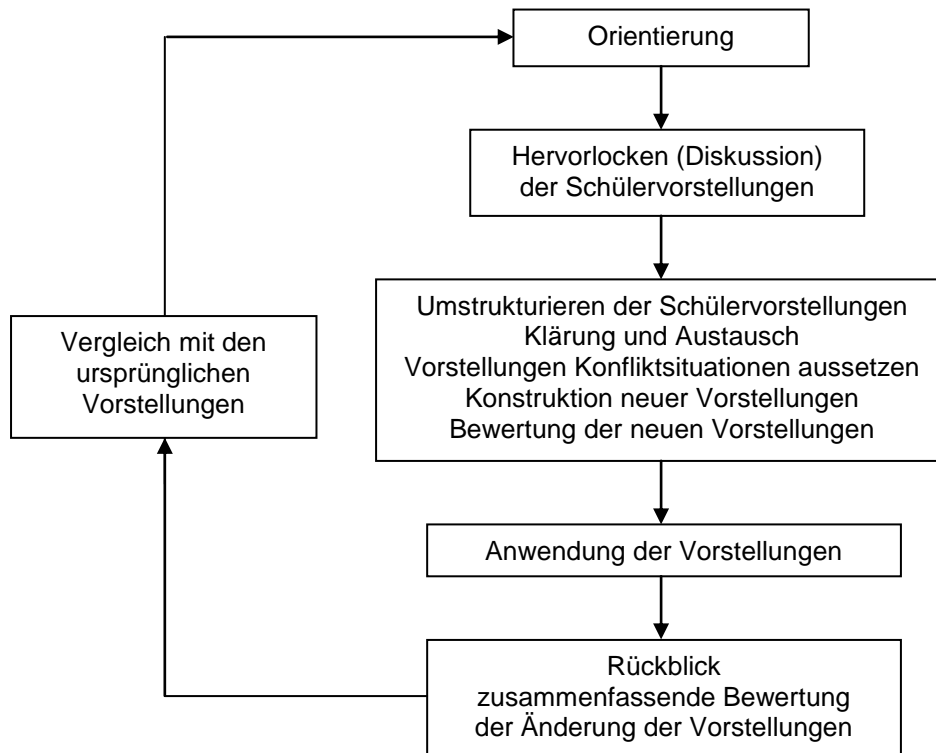 Orientierung
Hervorlocken (Diskussion)
der Schülervorstellungen
Umstrukturieren der Schülervorstellungen
Klärung und Austausch
Vorstellungen Konfliktsituationen aussetzen
Konstruktion neuer Vorstellungen
Bewertung der neuen Vorstellungen
Anwendung der Vorstellungen
Rückblick
zusammenfassende Bewertung
der Änderung der Vorstellungen
Vergleich mit den
ursprünglichen
Vorstellungen